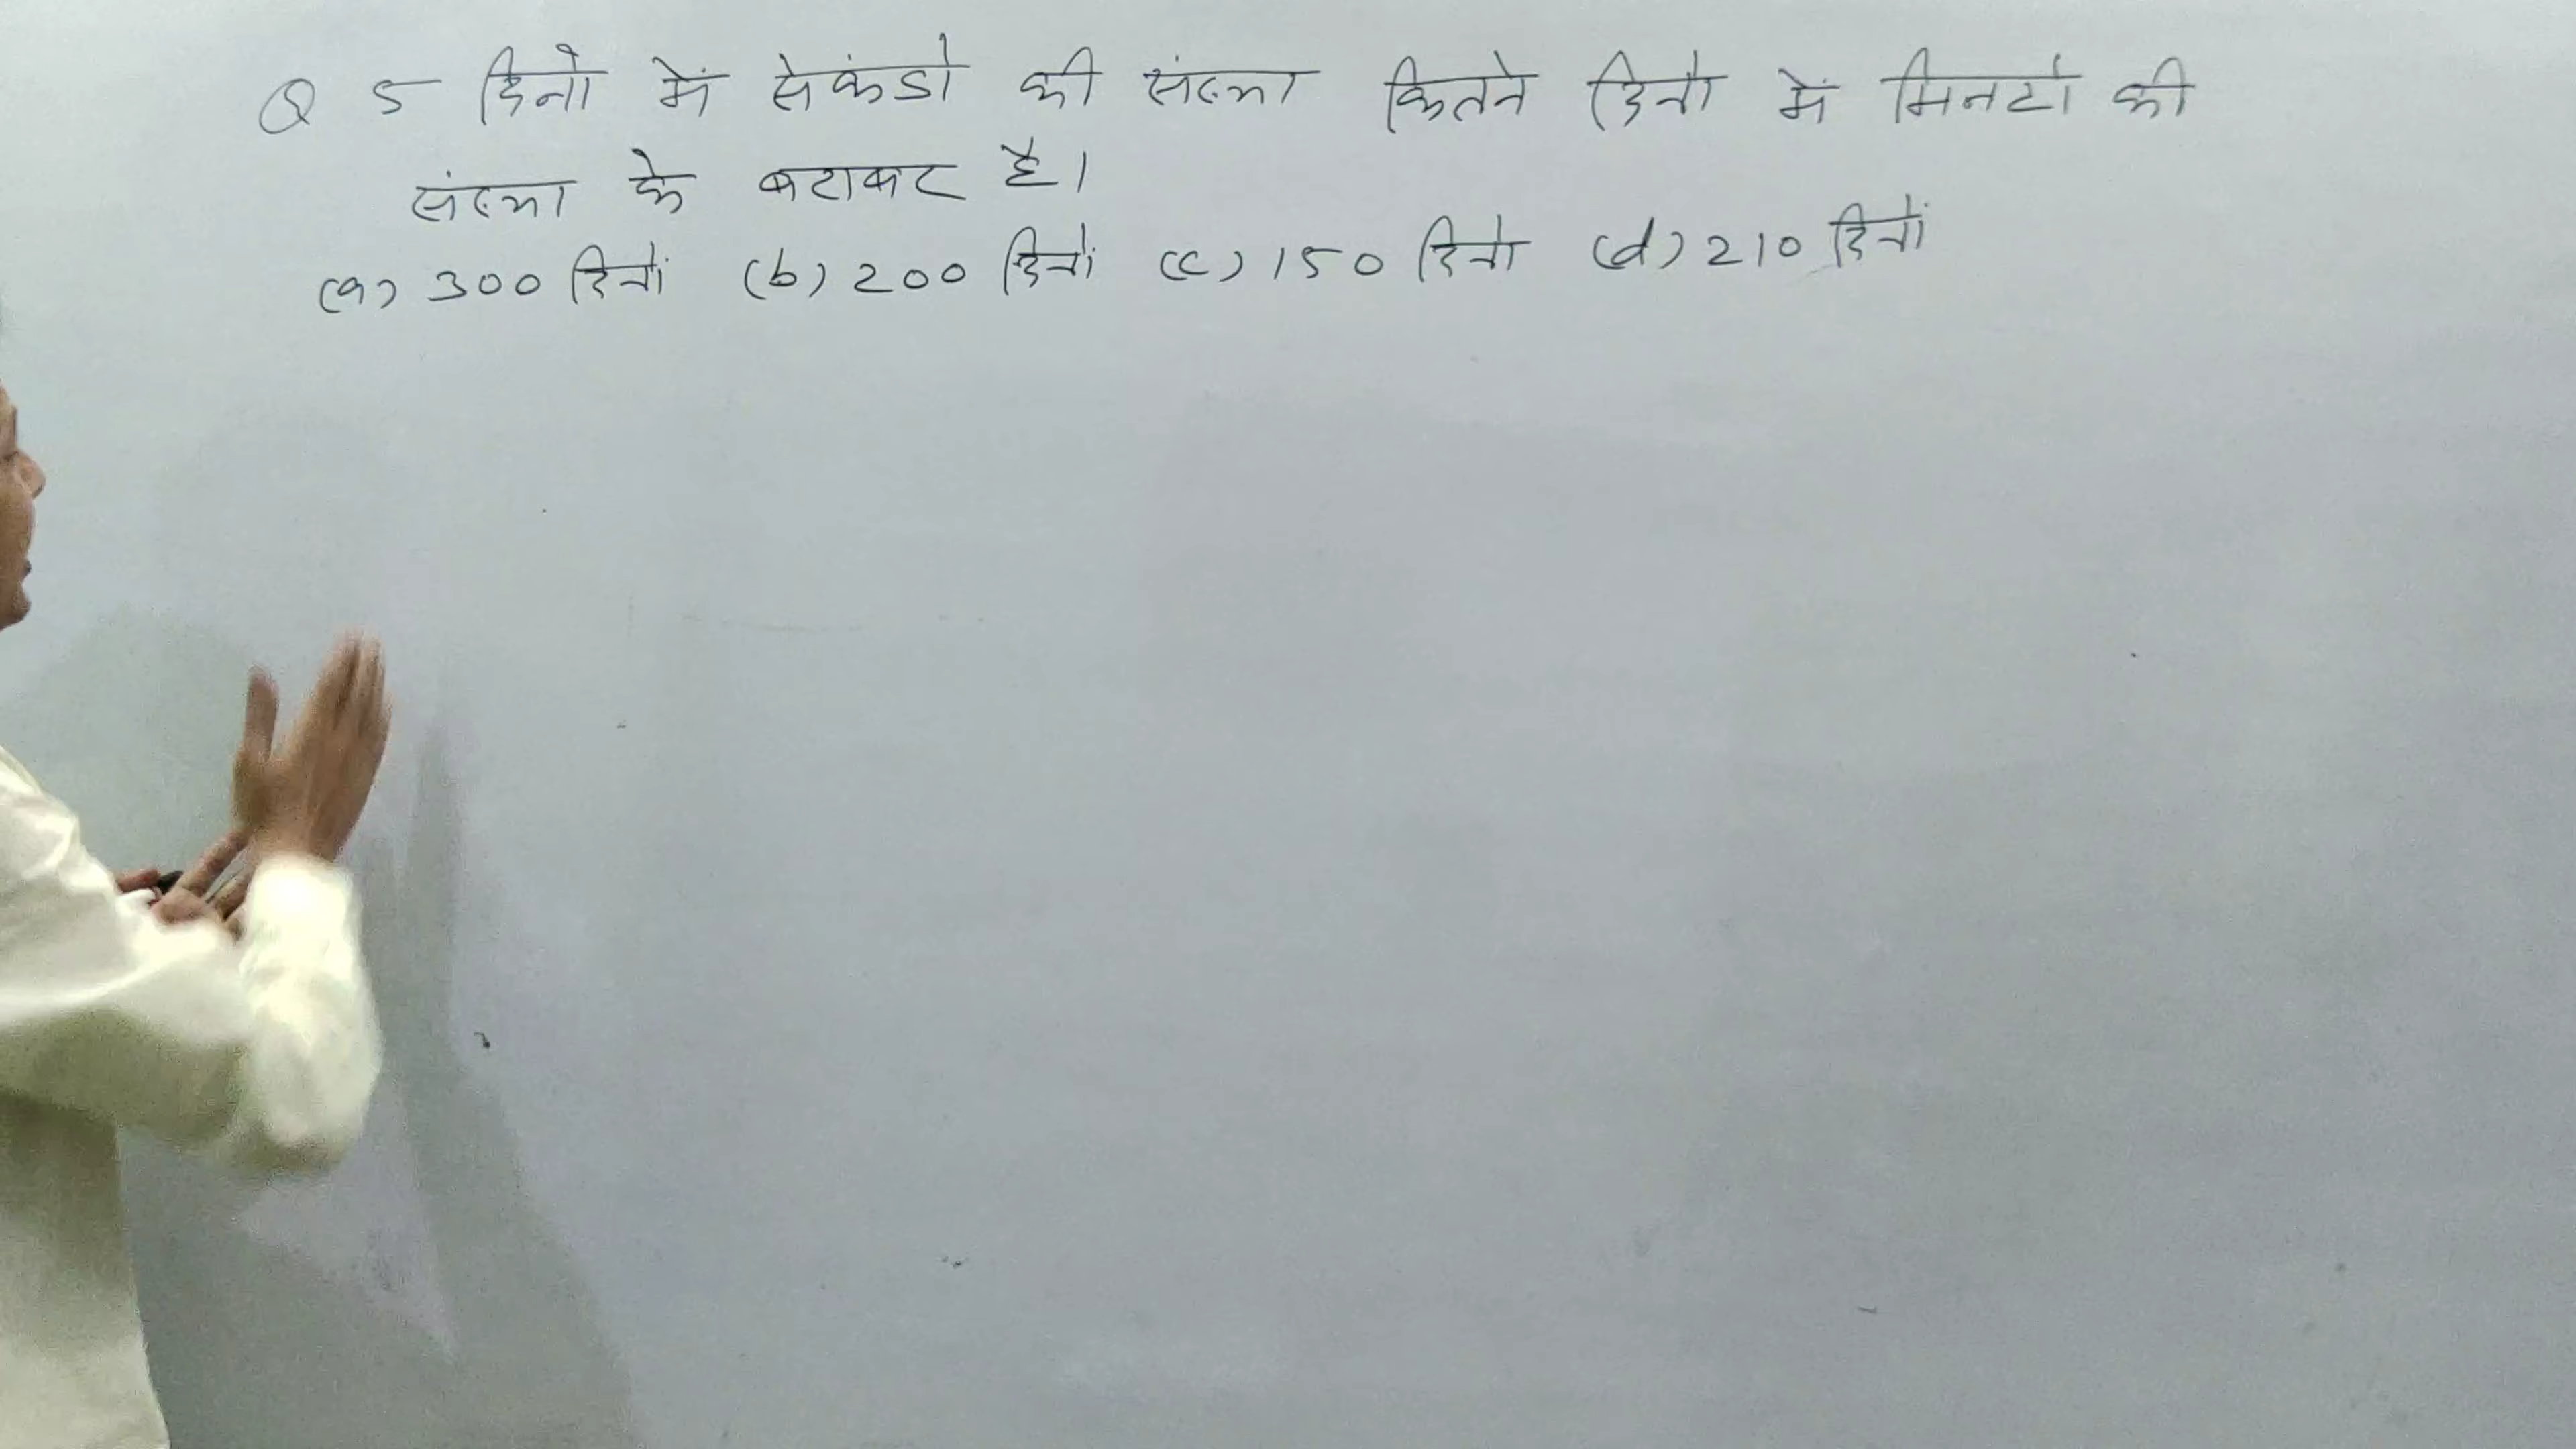 Q 5 दिनो में सेकंडो की संख्या कितने दिनो में मिनटो की
संख्या के बराबर है।
(a) 300 दिनों (b) 200 दिनों (c) 150 दिनो (d) 210 दिनों